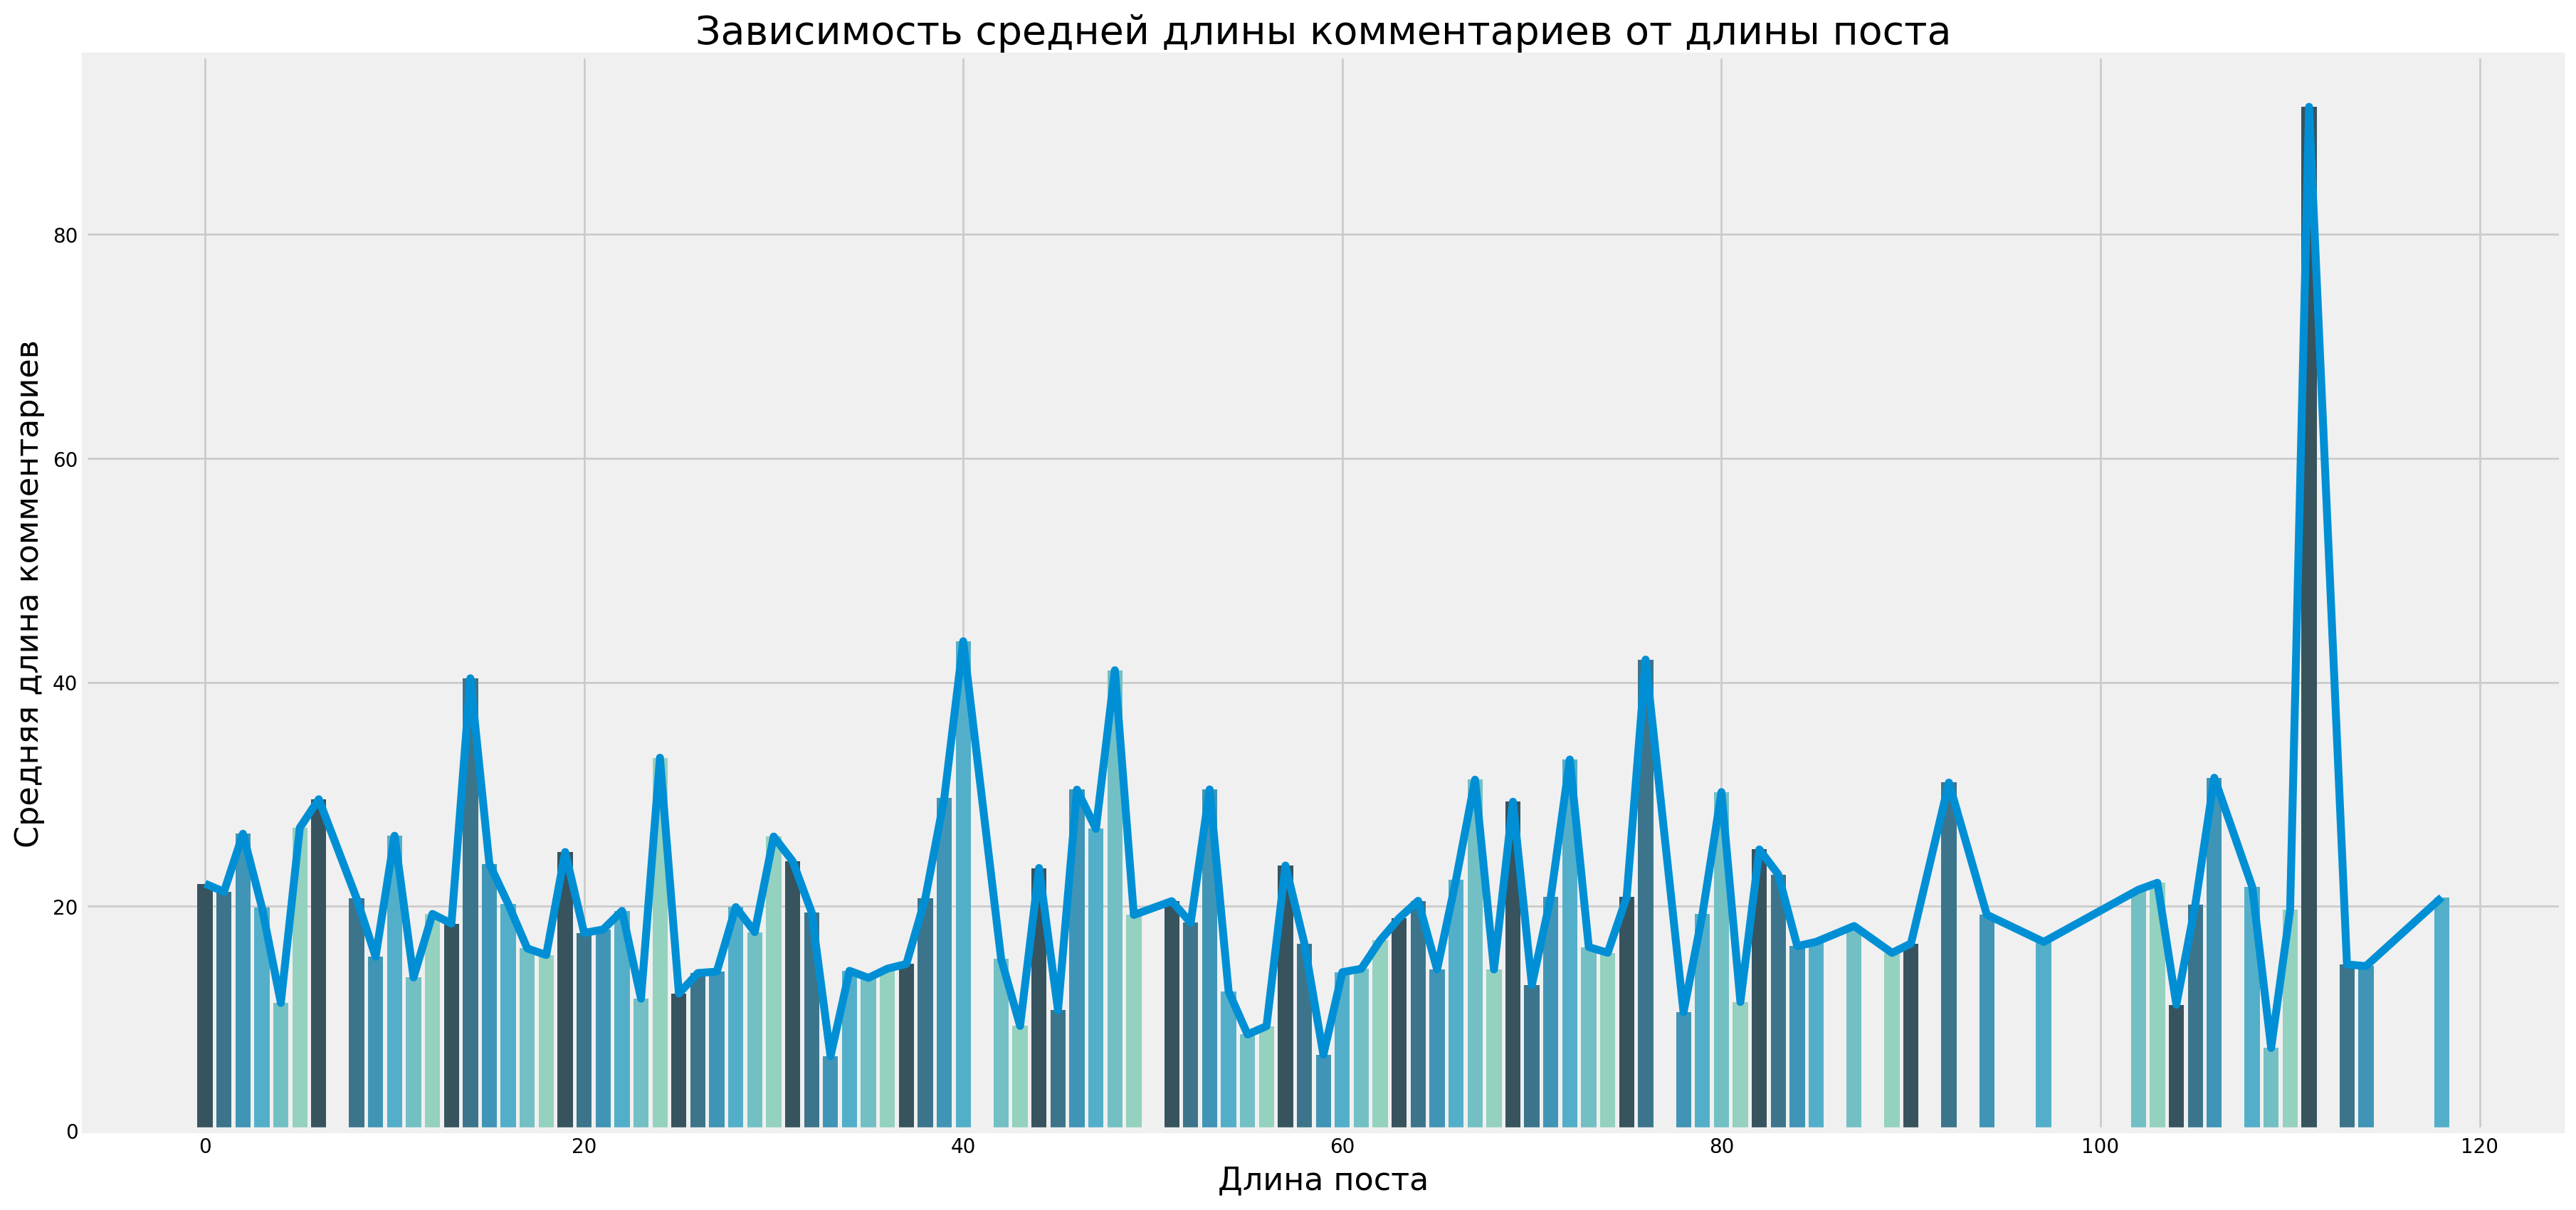 Зависимость средней длины комментариев от длины поста
Средняя длина комментариев
80
60
40
20
0
0 20 40 60 80 100 120
Длина поста